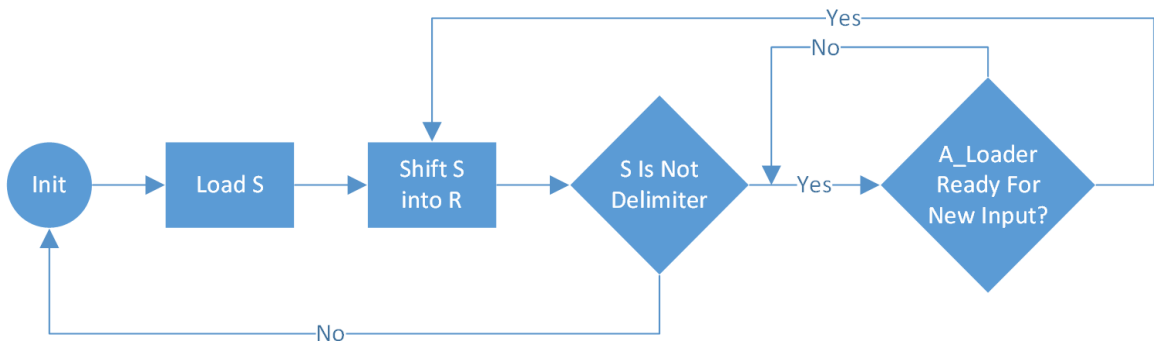 Yes
No
Init
Load S
Shift S
into R
S Is Not
Delimiter
Yes
A_Loader
Ready For
New Input?
No